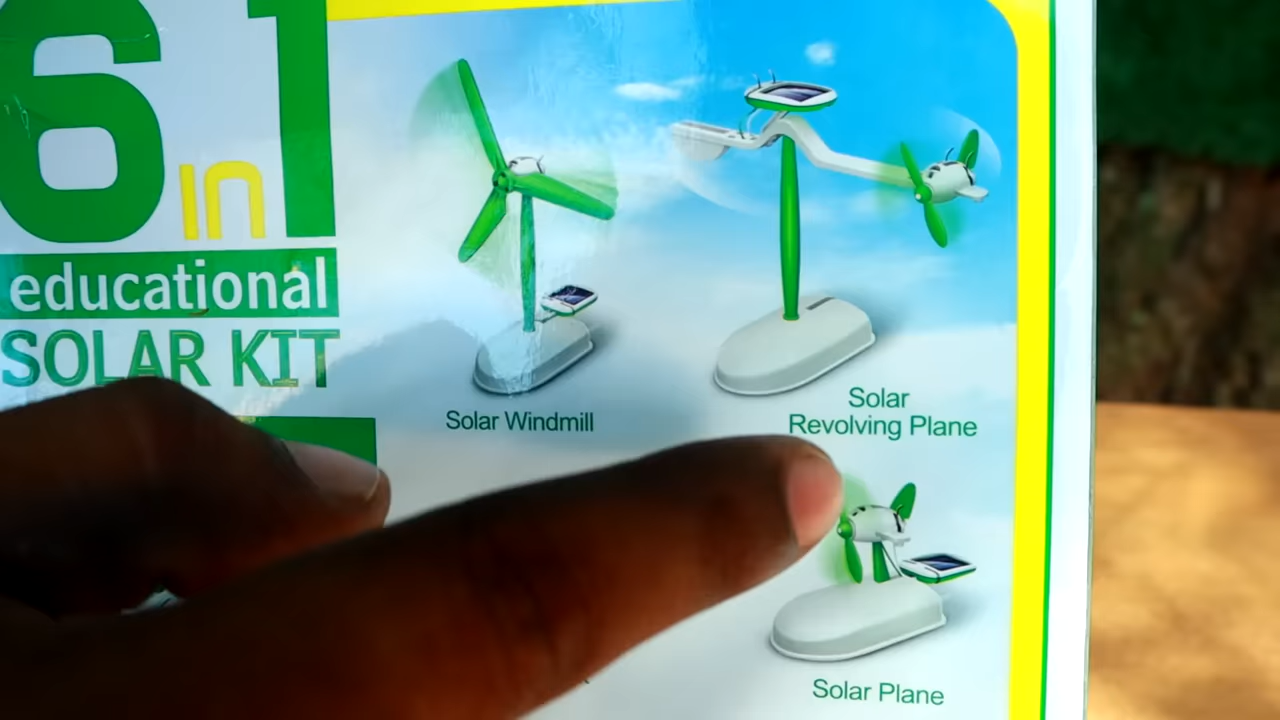 6 in 1
educational
SOLAR KIT
Solar Windmill
Solar
Revolving Plane
Solar Plane